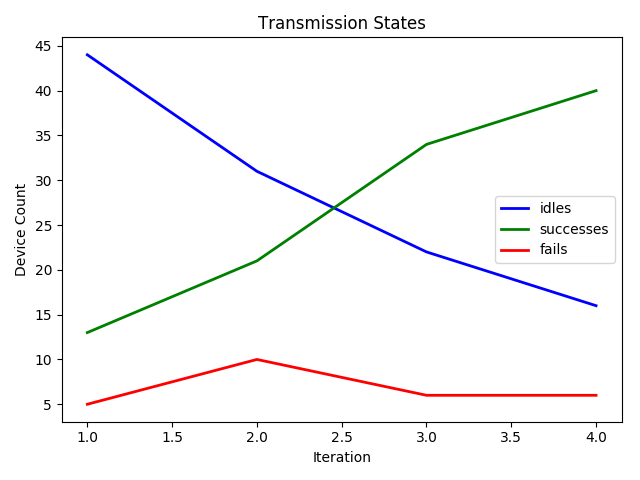 Transmission States
45
40
35
30
25
20
15
10
5
Device Count
idles
successes
fails
1.0 1.5 2.0 2.5 3.0 3.5 4.0
Iteration